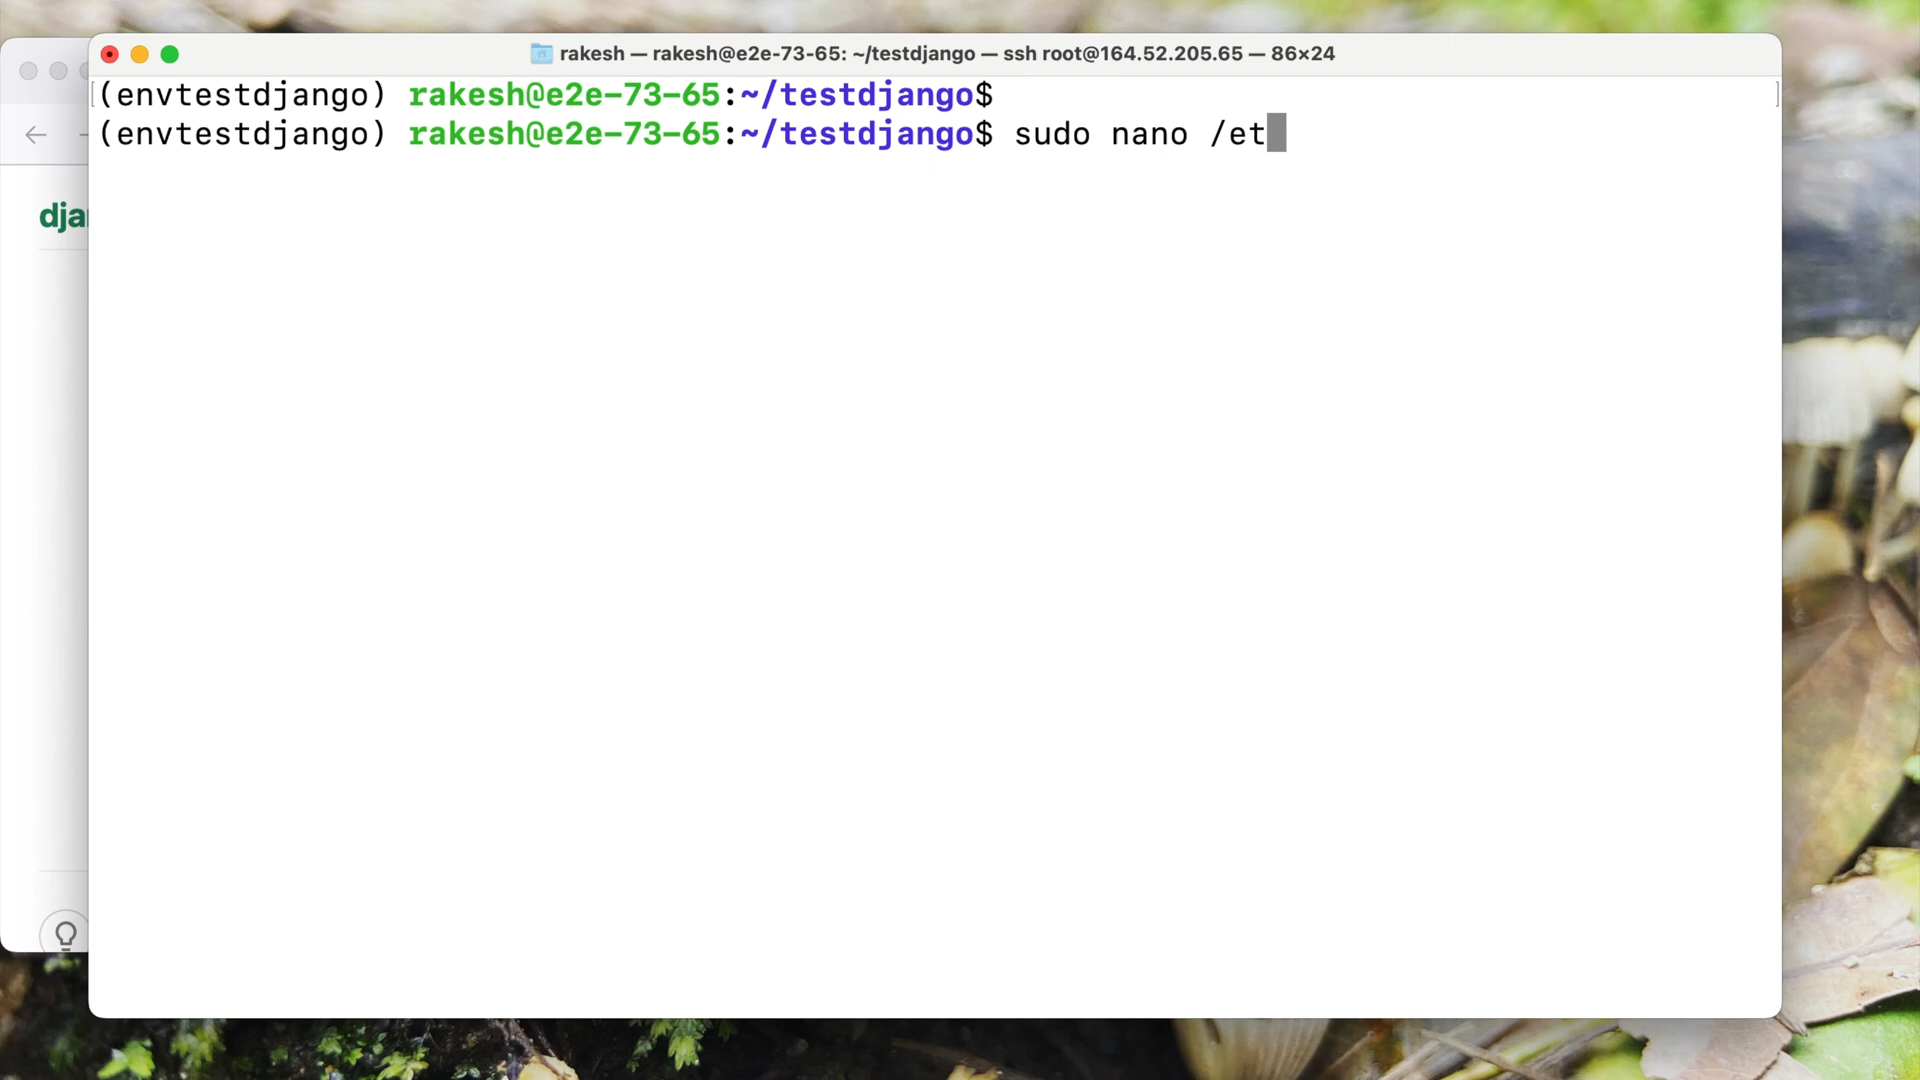 rakesh — rakesh@e2e-73-65: ~/testdjango — ssh root@164.52.205.65 — 86×24
(envtestdjango) rakesh@e2e-73-65:~/testdjango$
(envtestdjango) rakesh@e2e-73-65:~/testdjango$ sudo nano /et